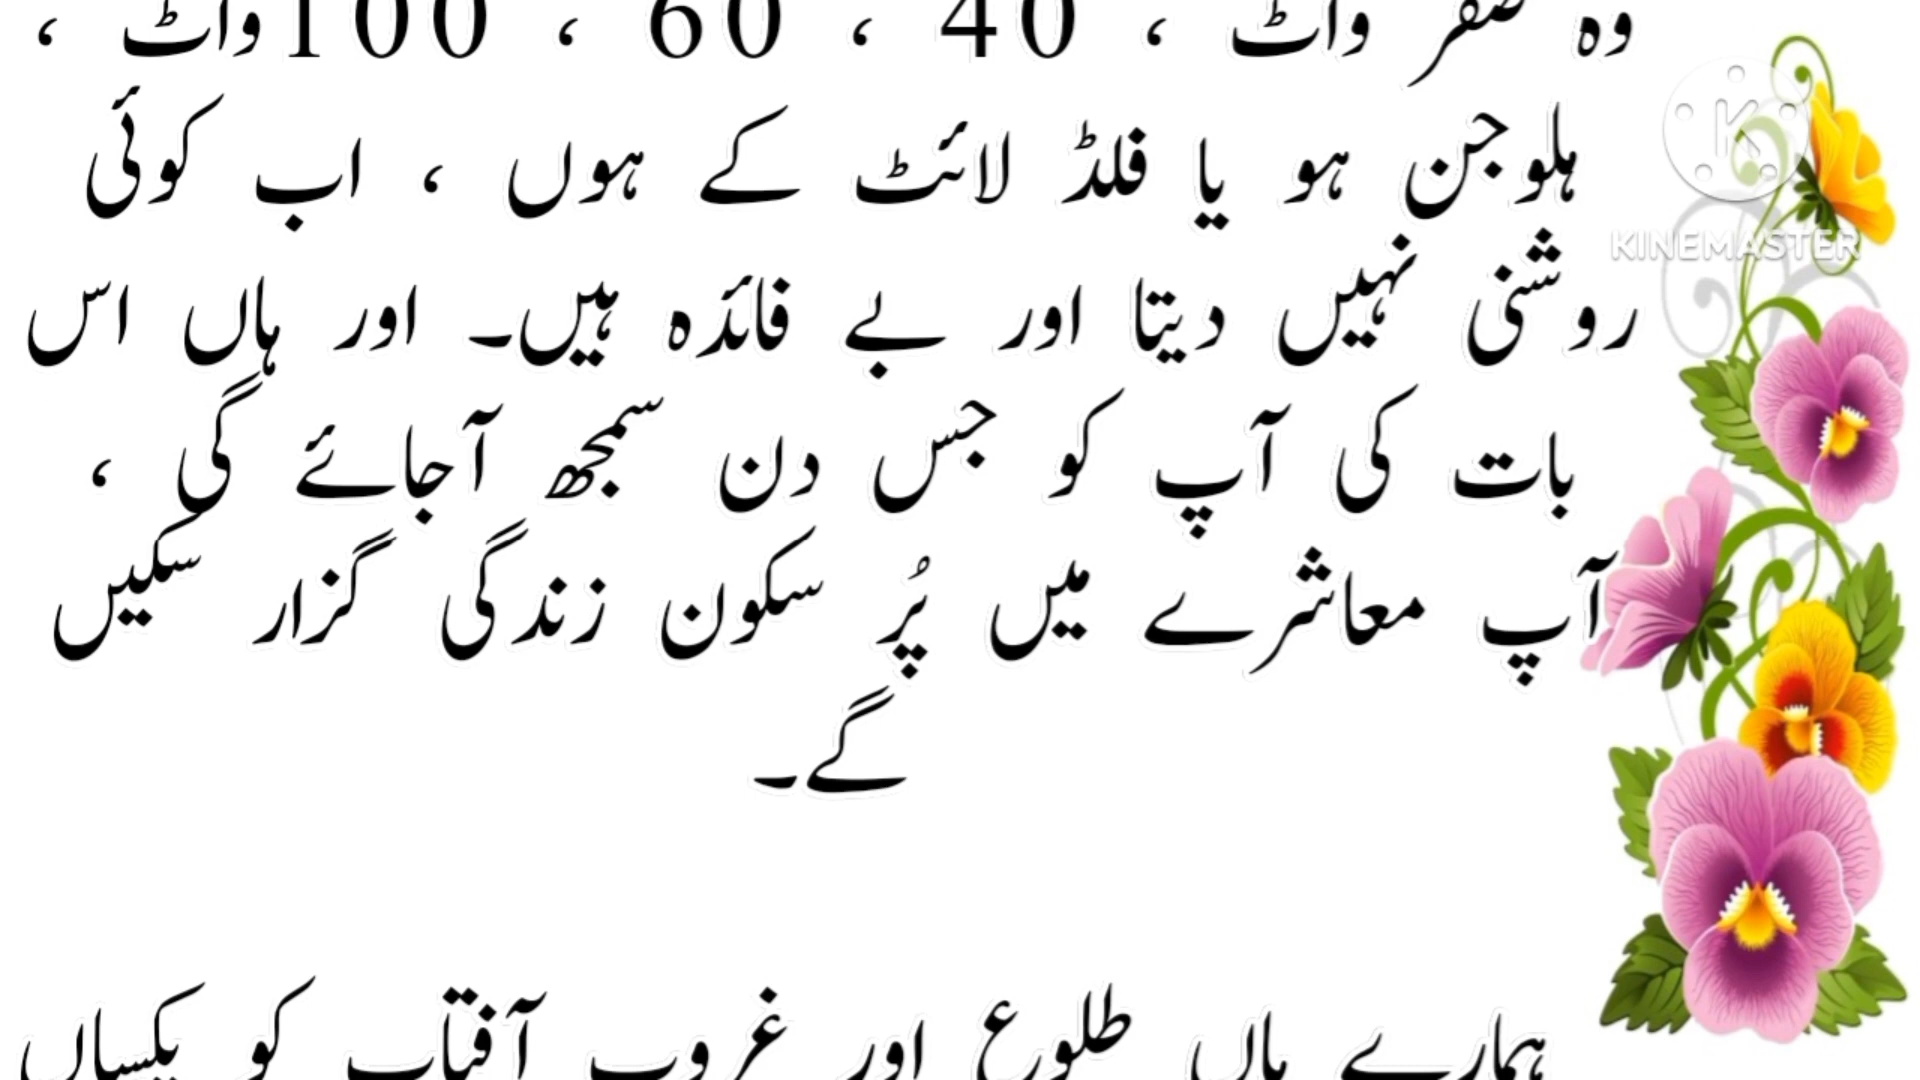 وہ صفر واٹ ، 40 ، 60 ، 100واٹ ،
ہلوجن ہو یا فلڈ لائٹ کے ہوں ، اب کوئی
روشنی نہیں دیتا اور بے فائدہ ہیں۔ اور ہاں اس
بات کی آپ کو جس دن سمجھ آجائے گی ،
آپ معاشرے میں پُر سکون زندگی گزار سکیں
گے۔
ہمارے ہاں طلوع اور غروب آفتاب کو یکساں
KINEMASTER